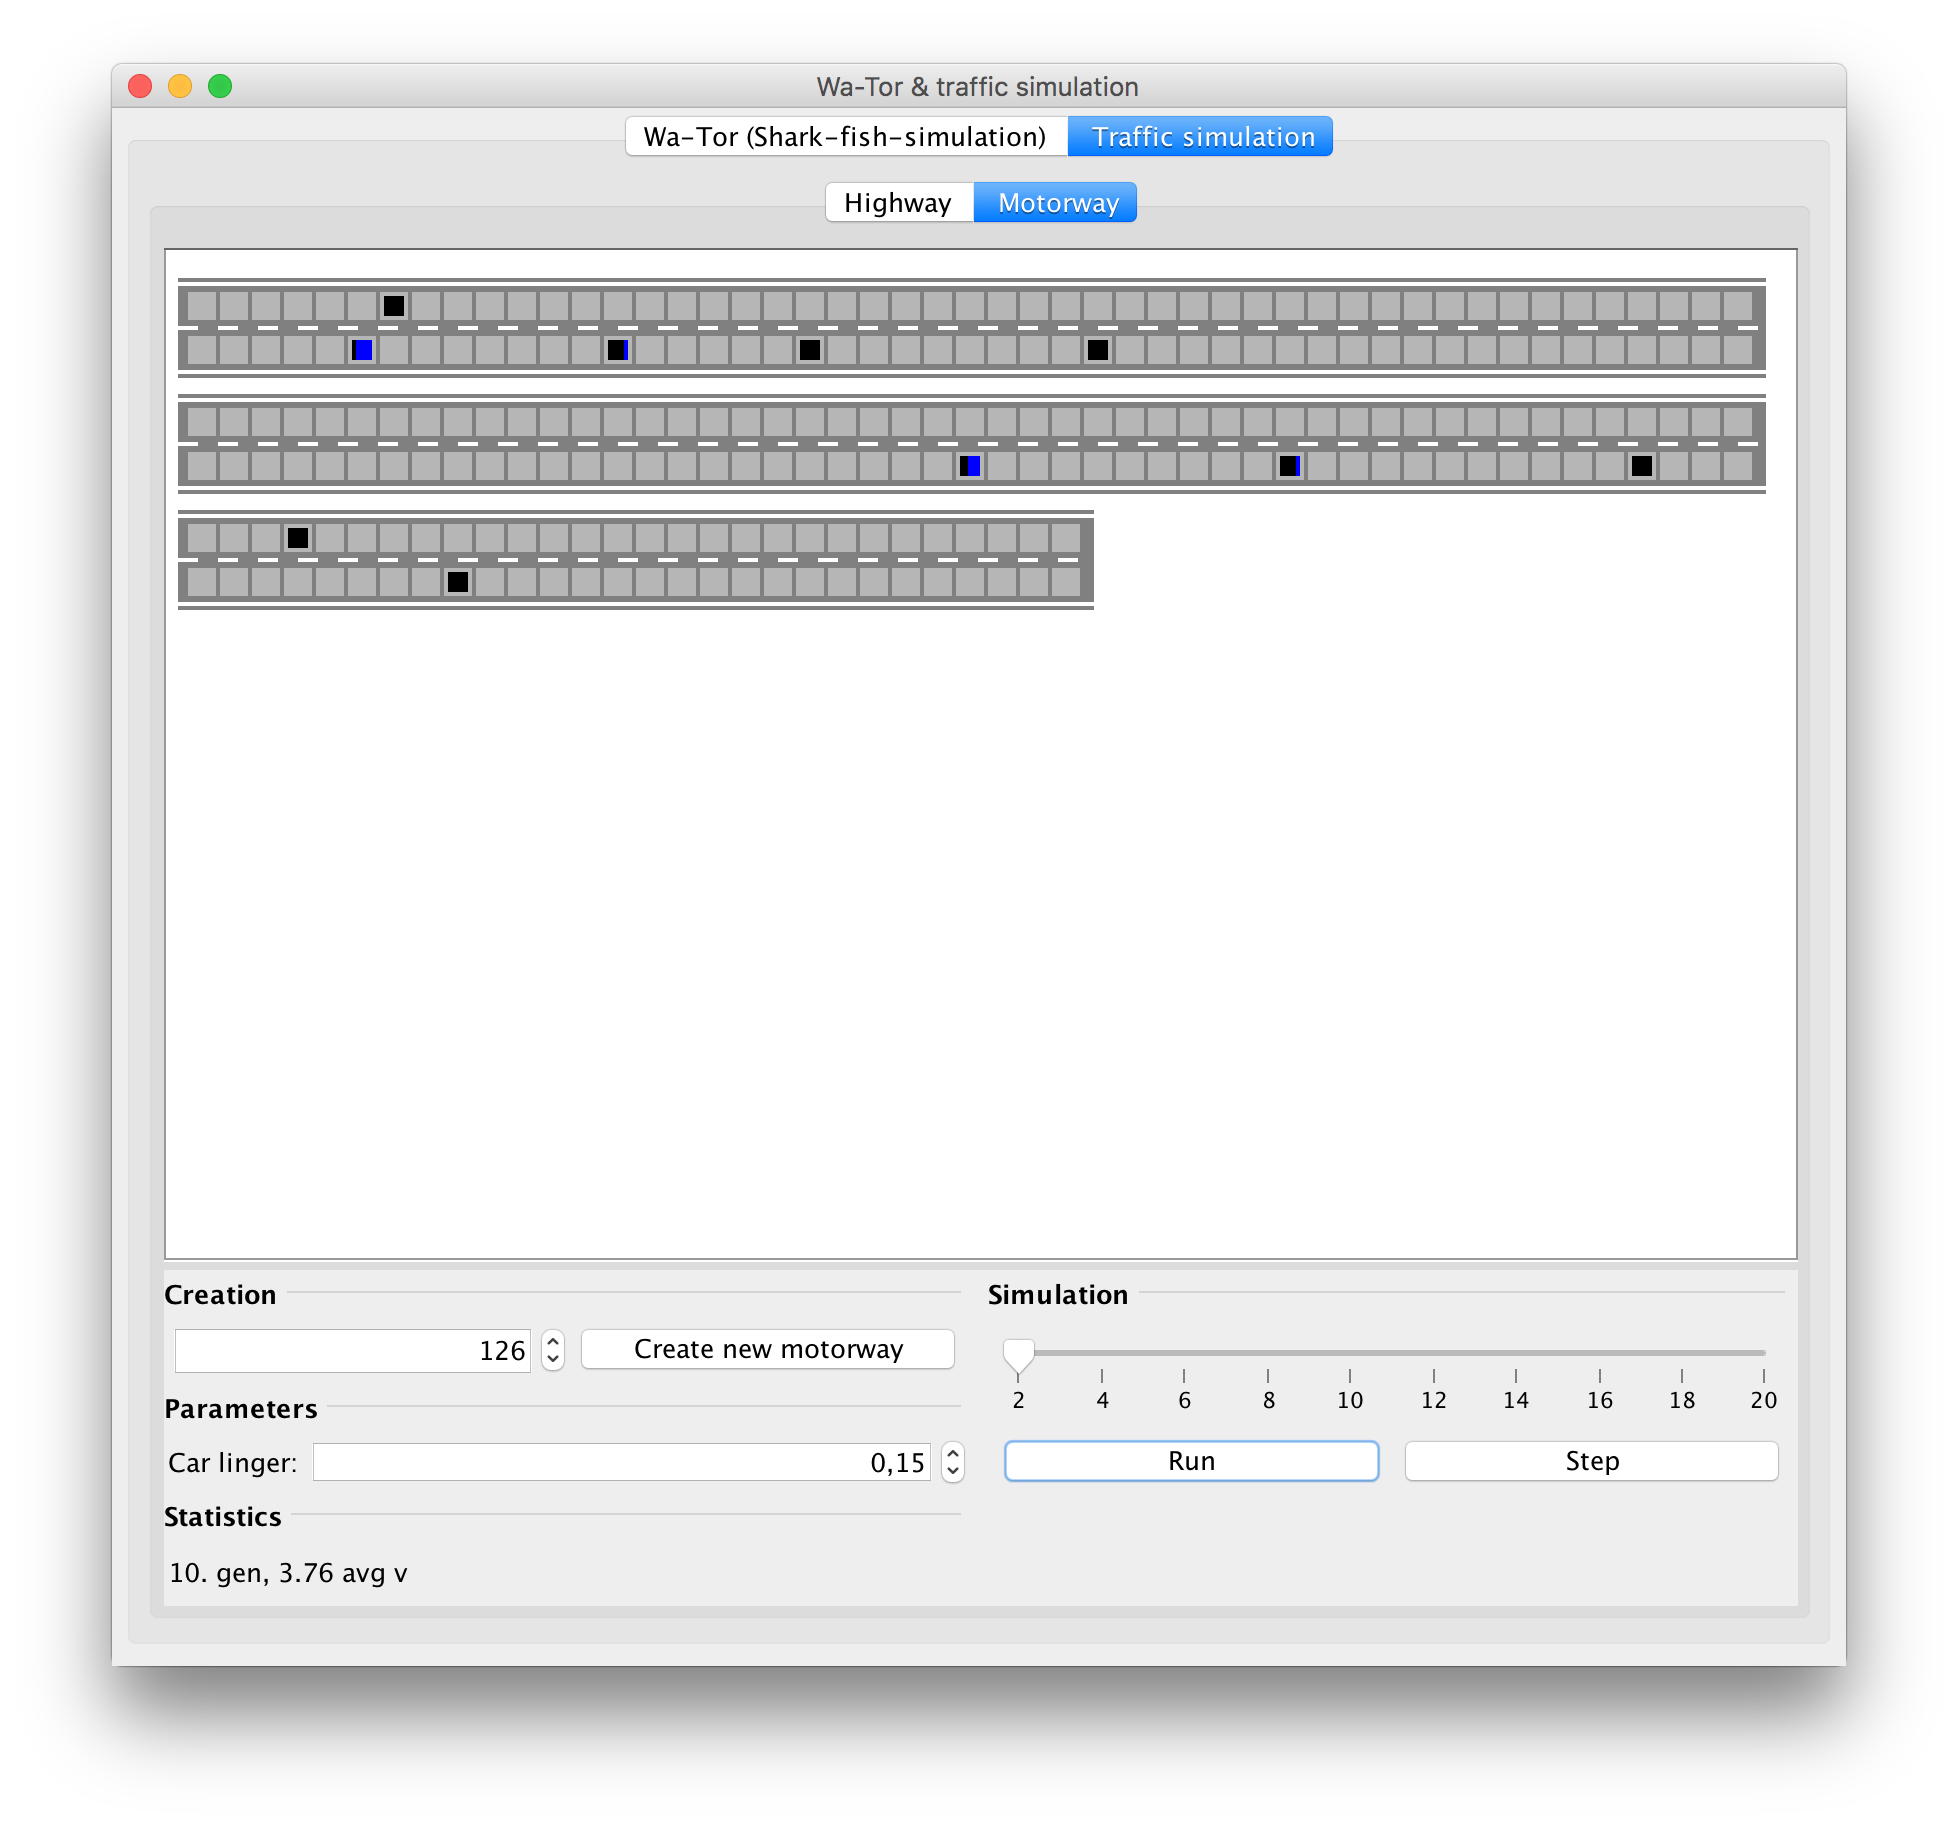 Wa-Tor & traffic simulation
Wa-Tor (Shark-fish-simulation) Traffic simulation
Highway Motorway
Creation
126 Create new motorway
Parameters
Car linger: 0,15
Statistics
10. gen, 3.76 avg v
Simulation
2 4 6 8 10 12 14 16 18 20
Run Step